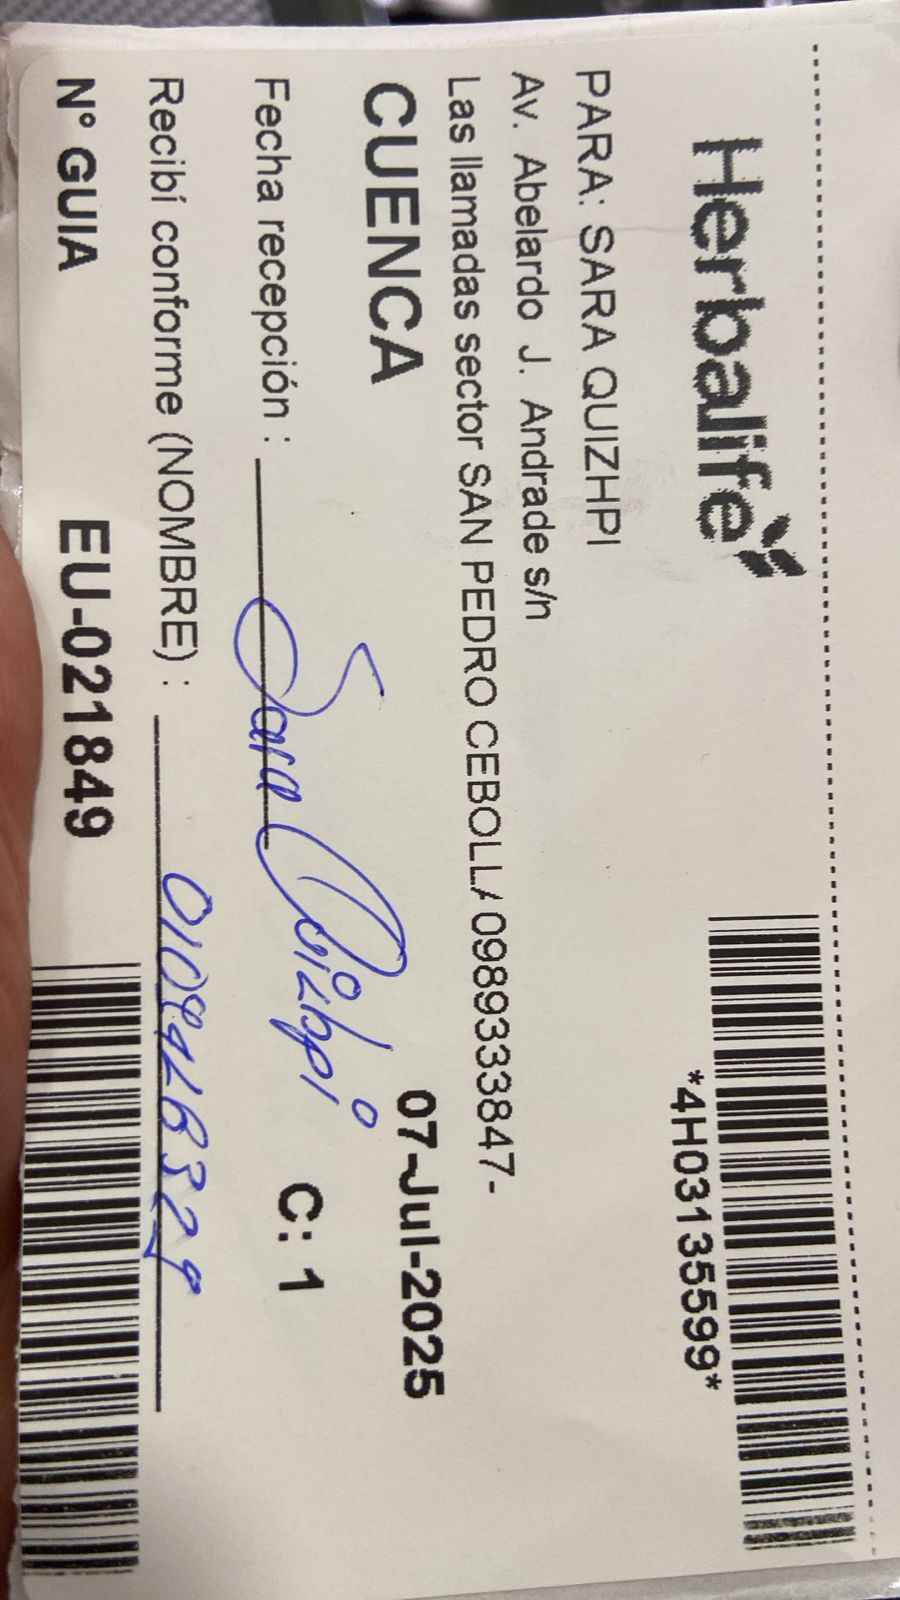 Herbalife
*4H03135599*
PARA: SARA QUIZHPI
Av. Abelardo J. Andrade s/n
Las llamadas sector SAN PEDRO CEBOLL/ 0989333847-
CUENCA
07-Jul-2025
Fecha recepción :
Sara Quizhpi
C: 1
Recibí conforme (NOMBRE) :
N° GUIA
EU-021849